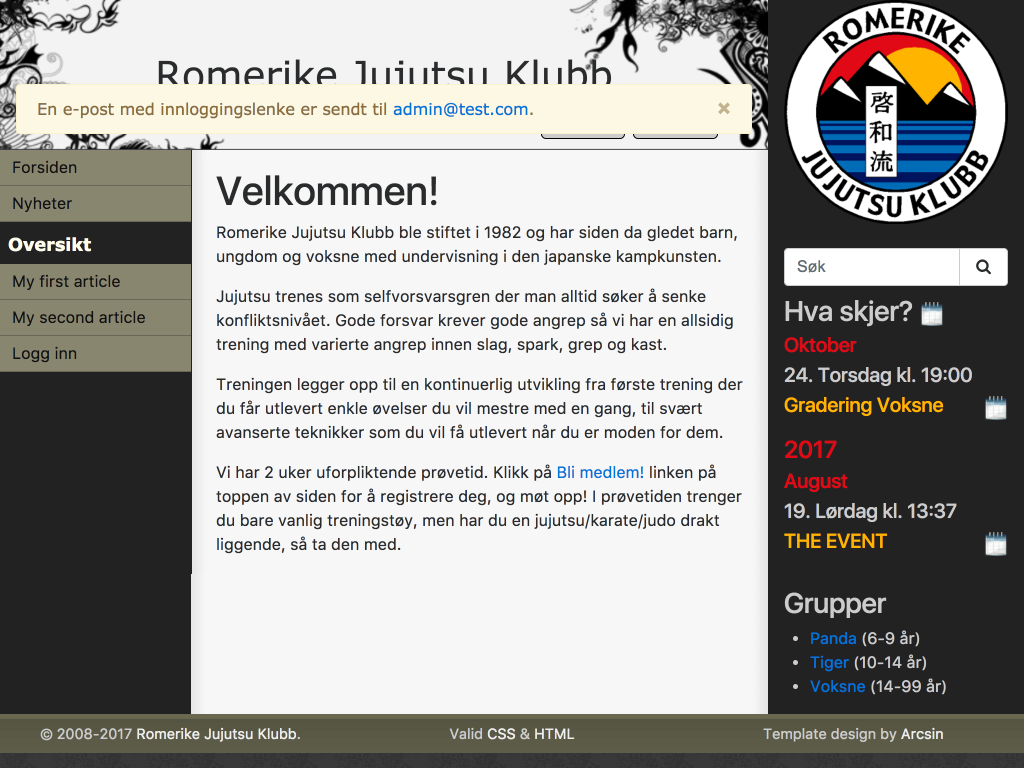 Romerike Jujutsu Klubb
En e-post med innloggingslenke er sendt til admin@test.com.
×
Forsiden
Nyheter
Oversikt
My first article
My second article
Logg inn
Velkommen!
Romerike Jujutsu Klubb ble stiftet i 1982 og har siden da gledet barn,
ungdom og voksne med undervisning i den japanske kampkunsten.
Jujutsu trenes som selfvorsvarsgren der man alltid søker å senke
konfliktsnivået. Gode forsvar krever gode angrep så vi har en allsidig
trening med varierte angrep innen slag, spark, grep og kast.
Treningen legger opp til en kontinuerlig utvikling fra første trening der
du får utlevert enkle øvelser du vil mestre med en gang, til svært
avanserte teknikker som du vil få utlevert når du er moden for dem.
Vi har 2 uker uforpliktende prøvetid. Klikk på Bli medlem! linken på
toppen av siden for å registrere deg, og møt opp! I prøvetiden trenger
du bare vanlig treningstøy, men har du en jujutsu/karate/judo drakt
liggende, så ta den med.
ROMERIKE
啓和流
JUJUTSU KLUBB
Søk
Hva skjer?
Oktober
24. Torsdag kl. 19:00
Gradering Voksne
2017
August
19. Lørdag kl. 13:37
THE EVENT
Grupper
• Panda (6-9 år)
• Tiger (10-14 år)
• Voksne (14-99 år)
© 2008-2017 Romerike Jujutsu Klubb.
Valid CSS & HTML
Template design by Arcsin